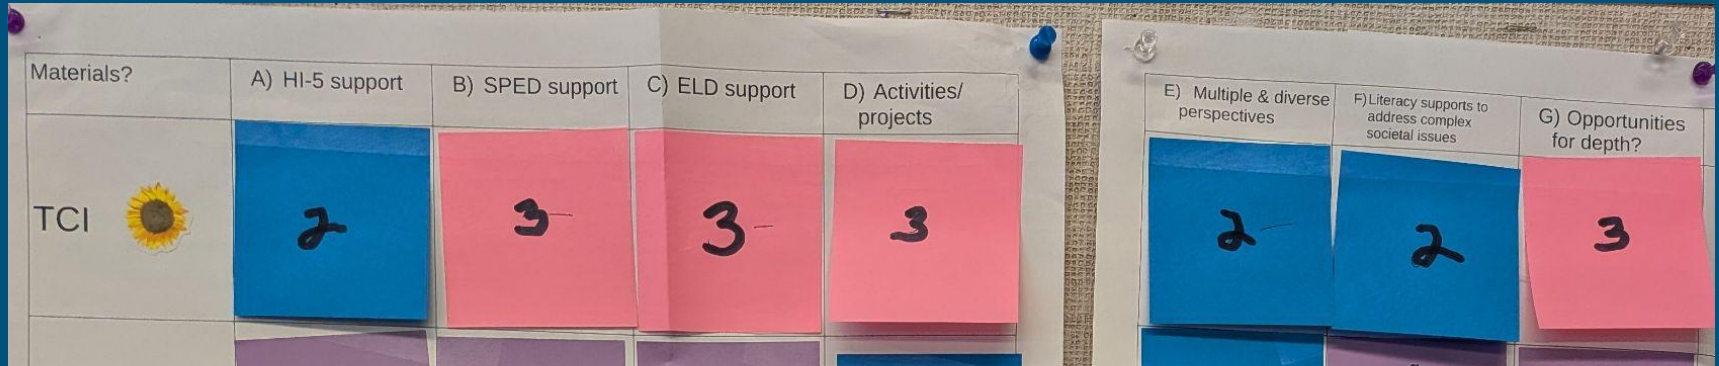 Materials?
A) HI-5 support
B) SPED support
C) ELD support
D) Activities/
projects
E) Multiple & diverse
perspectives
F) Literacy supports to
address complex
societal issues
G) Opportunities
for depth?
TCI
2
3-
3-
3
2-
2
3